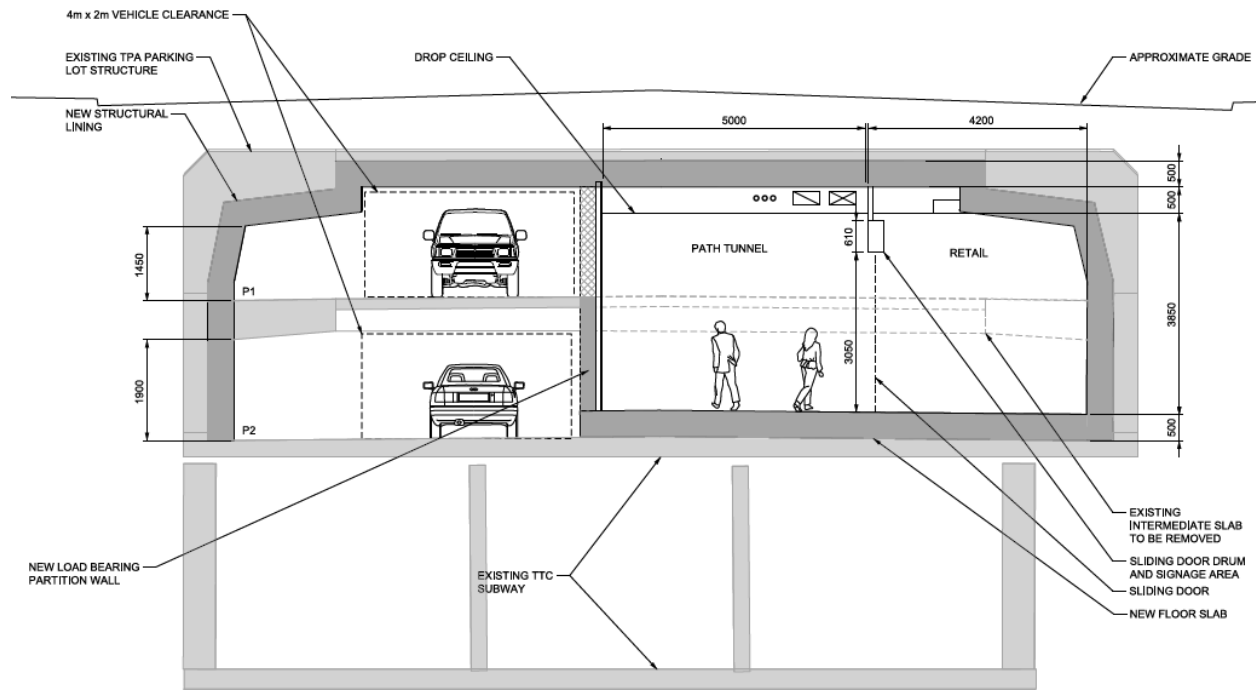 4m x 2m VEHICLE CLEARANCE
EXISTING TPA PARKING
LOT STRUCTURE
DROP CEILING
APPROXIMATE GRADE
NEW STRUCTURAL
LINING
5000
4200
500
500
610
PATH TUNNEL
RETAIL
1450
P1
3850
3050
1900
P2
500
EXISTING
INTERMEDIATE SLAB
TO BE REMOVED
NEW LOAD BEARING
PARTITION WALL
EXISTING TTC
SUBWAY
SLIDING DOOR DRUM
AND SIGNAGE AREA
SLIDING DOOR
NEW FLOOR SLAB